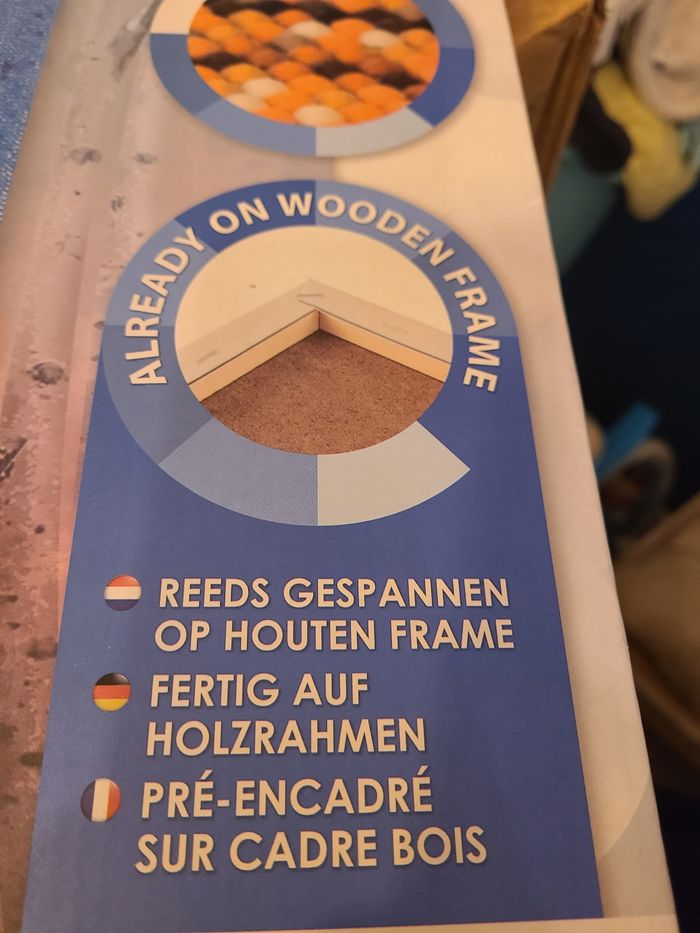 ALREADY ON WOODEN FRAME
REEDS GESPANNEN
OP HOUTEN FRAME
FERTIG AUF
HOLZRAHMEN
PRÉ-ENCADRÉ
SUR CADRE BOIS